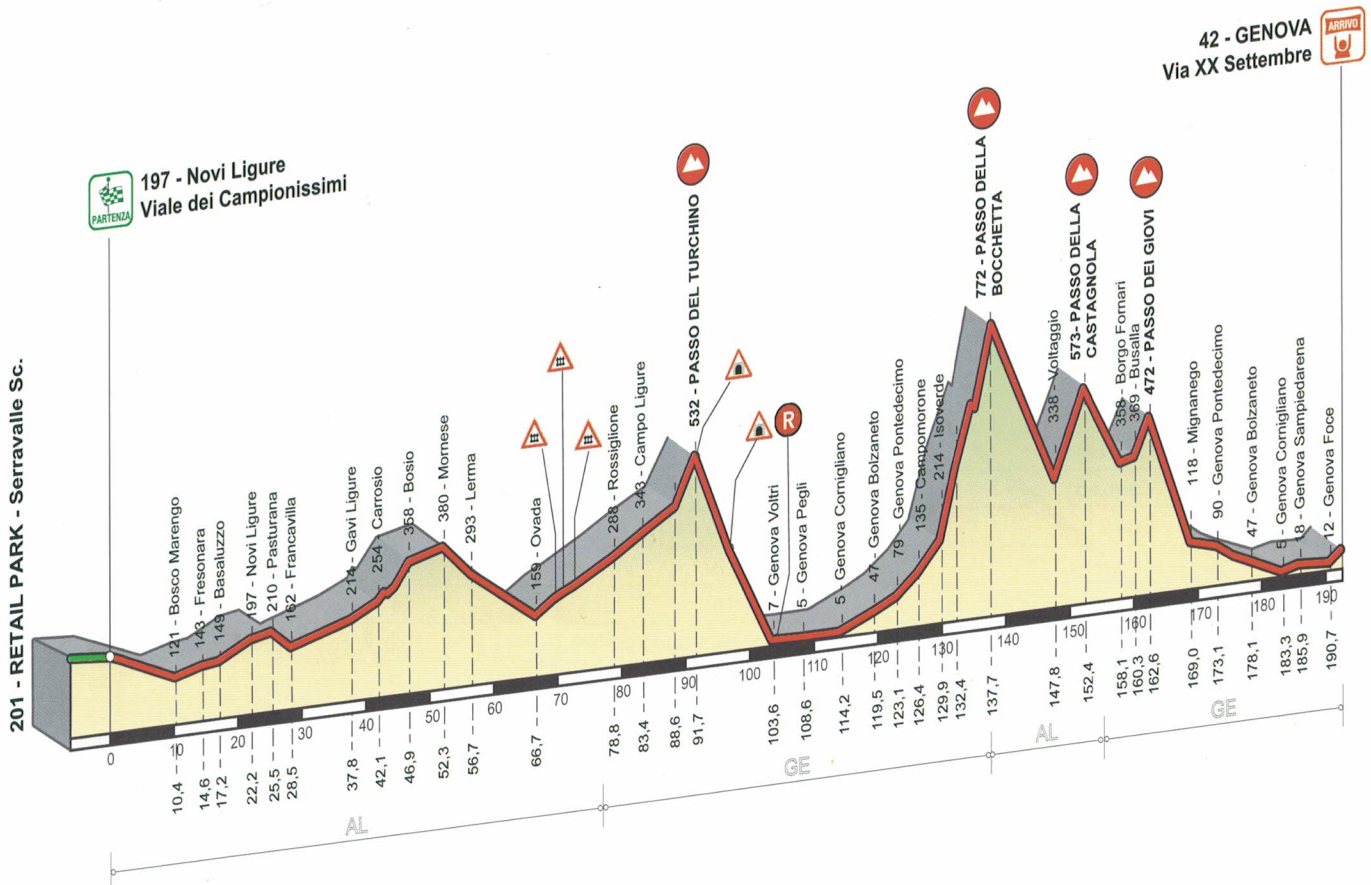 42 - GENOVA
Via XX Settembre
ARRIVO
197 - Novi Ligure
Viale dei Campionissimi
PARTENZA
201 - RETAIL PARK - Serravalle Sc.
121 - Bosco Marengo
143 - Fresonara
149 - Basaluzzo
197 - Novi Ligure
210 - Pasturana
162 - Francavilla
214 - Gavi Ligure
254 - Carrosio
358 - Bosio
380 - Mornese
293 - Lerma
159 - Ovada
288 - Rossiglione
343 - Campo Ligure
532 - PASSO DEL TURCHINO
R
7 - Genova Voltri
5 - Genova Pegli
5 - Genova Cornigliano
47 - Genova Bolzaneto
79 - Genova Pontedecimo
135 - Campomorone
214 - Isoverde
772 - PASSO DELLA
BOCCHETTA
338 - Voltaggio
573- PASSO DELLA
CASTAGNOLA
358 - Borgo Fornari
369 - Busalla
472 - PASSO DEI GIOVI
118 - Mignanego
90 - Genova Pontedecimo
47 - Genova Bolzaneto
5 - Genova Cornigliano
18 - Genova Sampiedarena
12 - Genova Foce
0 10 20 30 40 50 60 70 80 90 100 110 120 130 140 150 160 170 180 190
10,4
14,6
17,2
22,2
25,5
28,5
37,8
42,1
46,9
52,3
56,7
66,7
78,8
83,4
88,6
91,7
103,6
108,6
114,2
119,5
123,1
126,4
129,9
132,4
137,7
147,8
152,4
158,1
160,3
162,6
169,0
173,1
178,1
183,3
185,9
190,7
AL
GE
AL
GE